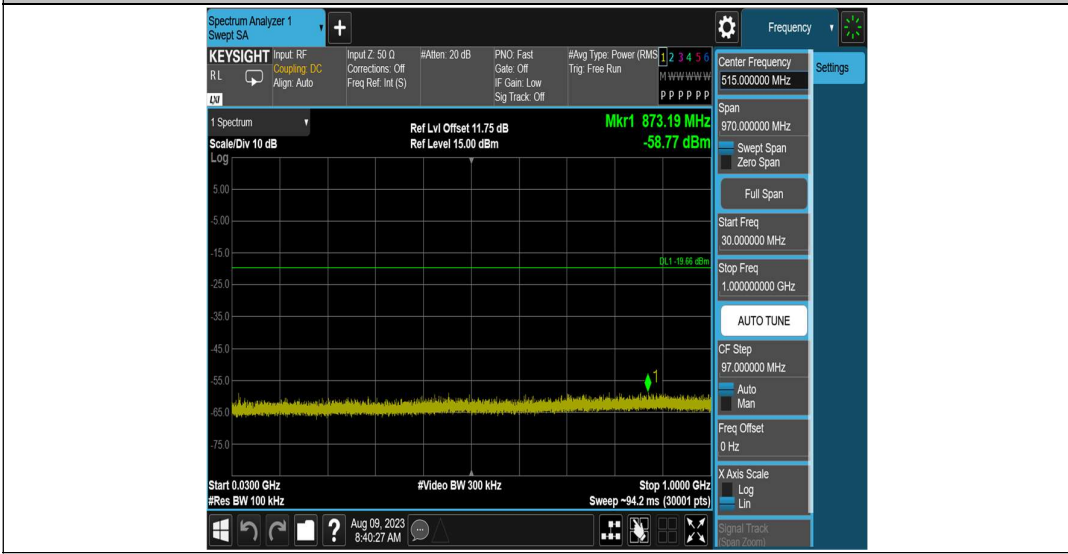 Spectrum Analyzer 1
Swept SA
+
Frequency
KEYSIGHT
RL
LXI
Input: RF
Coupling: DC
Align: Auto
Input Z: 50 Ω
Corrections: Off
Freq Ref: Int (S)
#Atten: 20 dB
PNO: Fast
Gate: Off
IF Gain: Low
Sig Track: Off
#Avg Type: Power (RMS
Trig: Free Run
1 2 3 4 5 6
M W W W W W
P P P P P P
1 Spectrum
Scale/Div 10 dB
Ref Lvl Offset 11.75 dB
Ref Level 15.00 dBm
Mkr1 873.19 MHz
-58.77 dBm
Log
5.00
-5.00
-15.0
DL1 -19.66 dBm
-25.0
-35.0
-45.0
-55.0
1
-65.0
-75.0
Start 0.0300 GHz
#Video BW 300 kHz
Stop 1.0000 GHz
#Res BW 100 kHz
Sweep ~94.2 ms (30001 pts)
?
Aug 09, 2023
8:40:27 AM
Center Frequency
515.000000 MHz
Settings
Span
970.000000 MHz
Swept Span
Zero Span
Full Span
Start Freq
30.000000 MHz
Stop Freq
1.000000000 GHz
AUTO TUNE
CF Step
97.000000 MHz
Auto
Man
Freq Offset
0 Hz
X Axis Scale
Log
Lin
Signal Track
(Span Zoom)